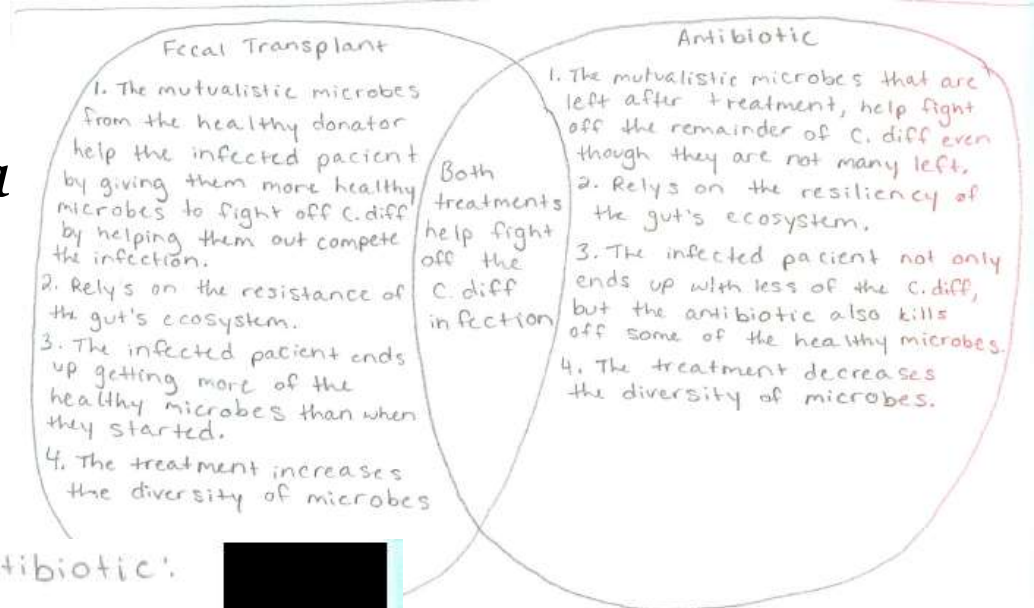 a
Fecal Transplant
1. The mutualistic microbes
from the healthy donator
help the infected pacient
by giving them more healthy
microbes to fight off C.diff
by helping them out compete
the infection.
2. Relys on the resistance of
the gut's ecosystem.
3. The infected pacient ends
up getting more of the
healthy microbes than when
they started.
4. The treatment increases
the diversity of microbes
Both
treatments
help fight
off the
C. diff
infection
Antibiotic
1. The mutualistic microbes that are
left after treatment, help fight
off the remainder of C. diff even
though they are not many left.
2. Relys on the resiliency of
the gut's ecosystem.
3. The infected pacient not only
ends up with less of the C.diff,
but the antibiotic also kills
off some of the healthy microbes.
4. The treatment decreases
the diversity of microbes.
tibiotic: